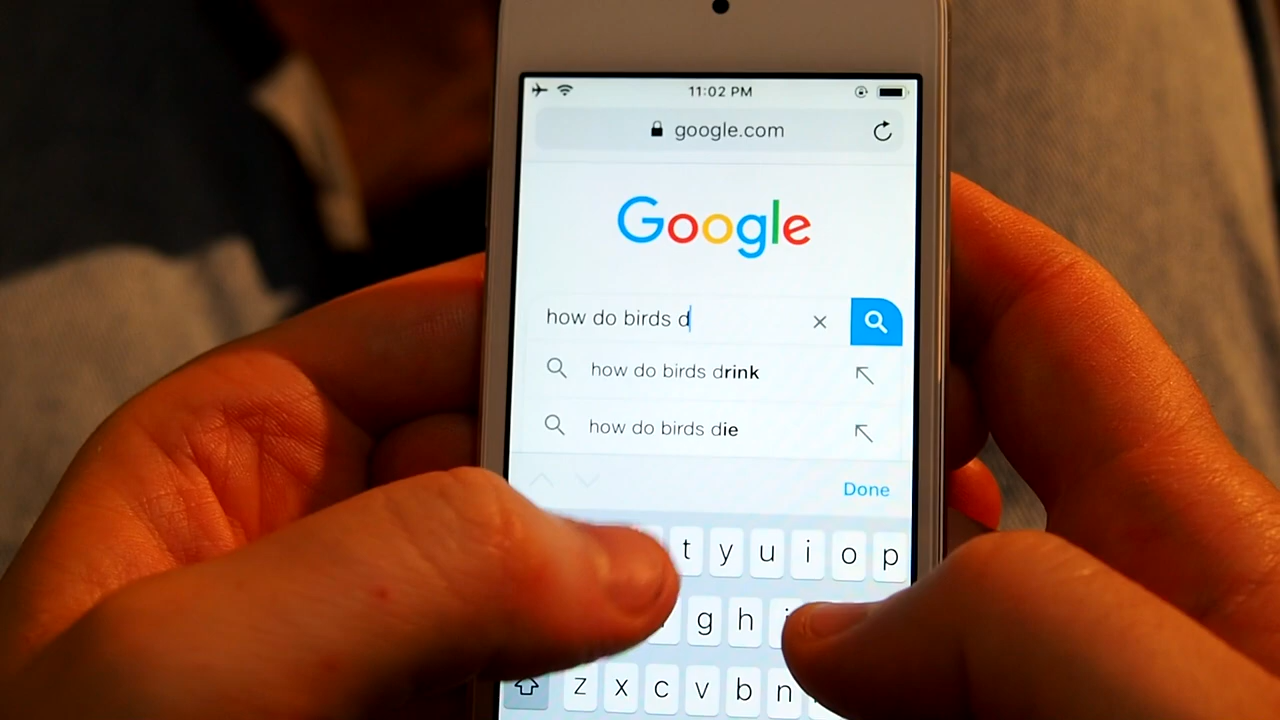 11:02 PM
google.com
Google
how do birds d
how do birds drink
how do birds die
Done
t y u i o p
g h
z x c v b n